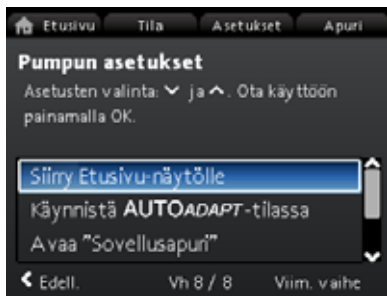 Etusivu Tila Asetukset Apuri
Pumpun asetukset
Asetusten valinta: ⌄ ja ⌃. Ota käyttöön
painamalla OK.
Siirry Etusivu-näytölle
Käynnistä AUTOADAPT-tilassa
Avaa "Sovellusapuri"
Edell. Vh 8 / 8 Viim. vaihe